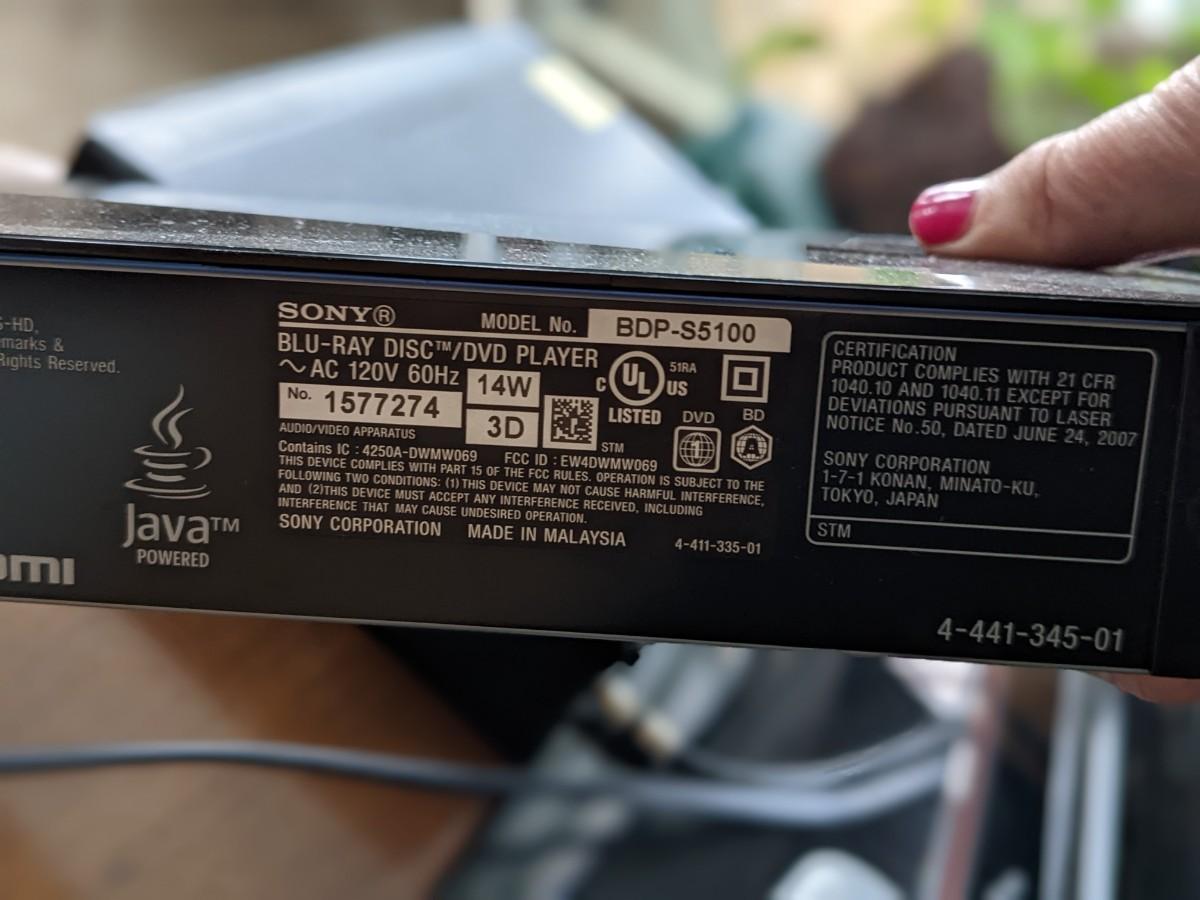 S-HD,
marks &
Rights Reserved.
Java™
POWERED
SONY®
MODEL No. BDP-S5100
BLU-RAY DISC™/DVD PLAYER
~ AC 120V 60Hz 14W
No. 1577274 3D
C UL US 51RA
LISTED
DVD BD
1 A
AUDIO/VIDEO APPARATUS
STM
Contains IC : 4250A-DWMW069 FCC ID : EW4DWMW069
THIS DEVICE COMPLIES WITH PART 15 OF THE FCC RULES. OPERATION IS SUBJECT TO THE
FOLLOWING TWO CONDITIONS: (1) THIS DEVICE MAY NOT CAUSE HARMFUL INTERFERENCE,
AND (2)THIS DEVICE MUST ACCEPT ANY INTERFERENCE RECEIVED, INCLUDING
INTERFERENCE THAT MAY CAUSE UNDESIRED OPERATION.
SONY CORPORATION MADE IN MALAYSIA
4-411-335-01
CERTIFICATION
PRODUCT COMPLIES WITH 21 CFR
1040.10 AND 1040.11 EXCEPT FOR
DEVIATIONS PURSUANT TO LASER
NOTICE No.50, DATED JUNE 24, 2007
SONY CORPORATION
1-7-1 KONAN, MINATO-KU,
TOKYO, JAPAN
STM
4-441-345-01